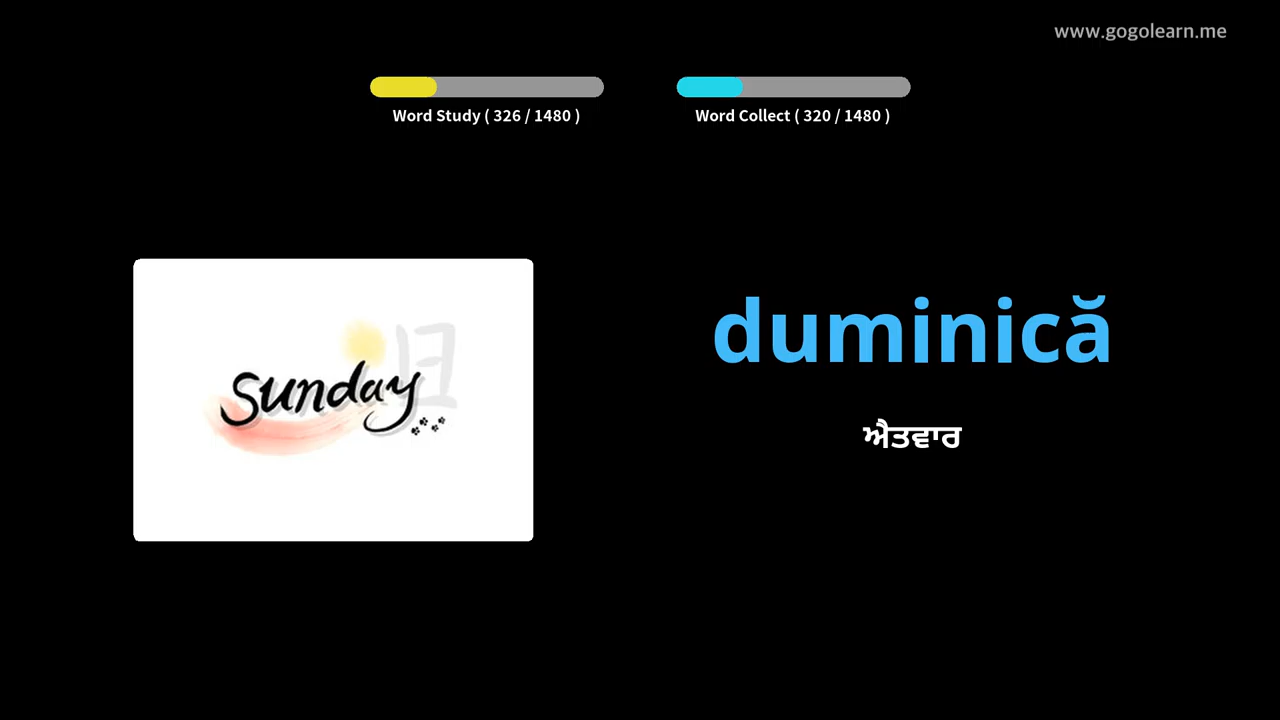 www.gogolearn.me
Word Study ( 326 / 1480 )
Word Collect ( 320 / 1480 )
Sunday
duminică
ਐਤਵਾਰ